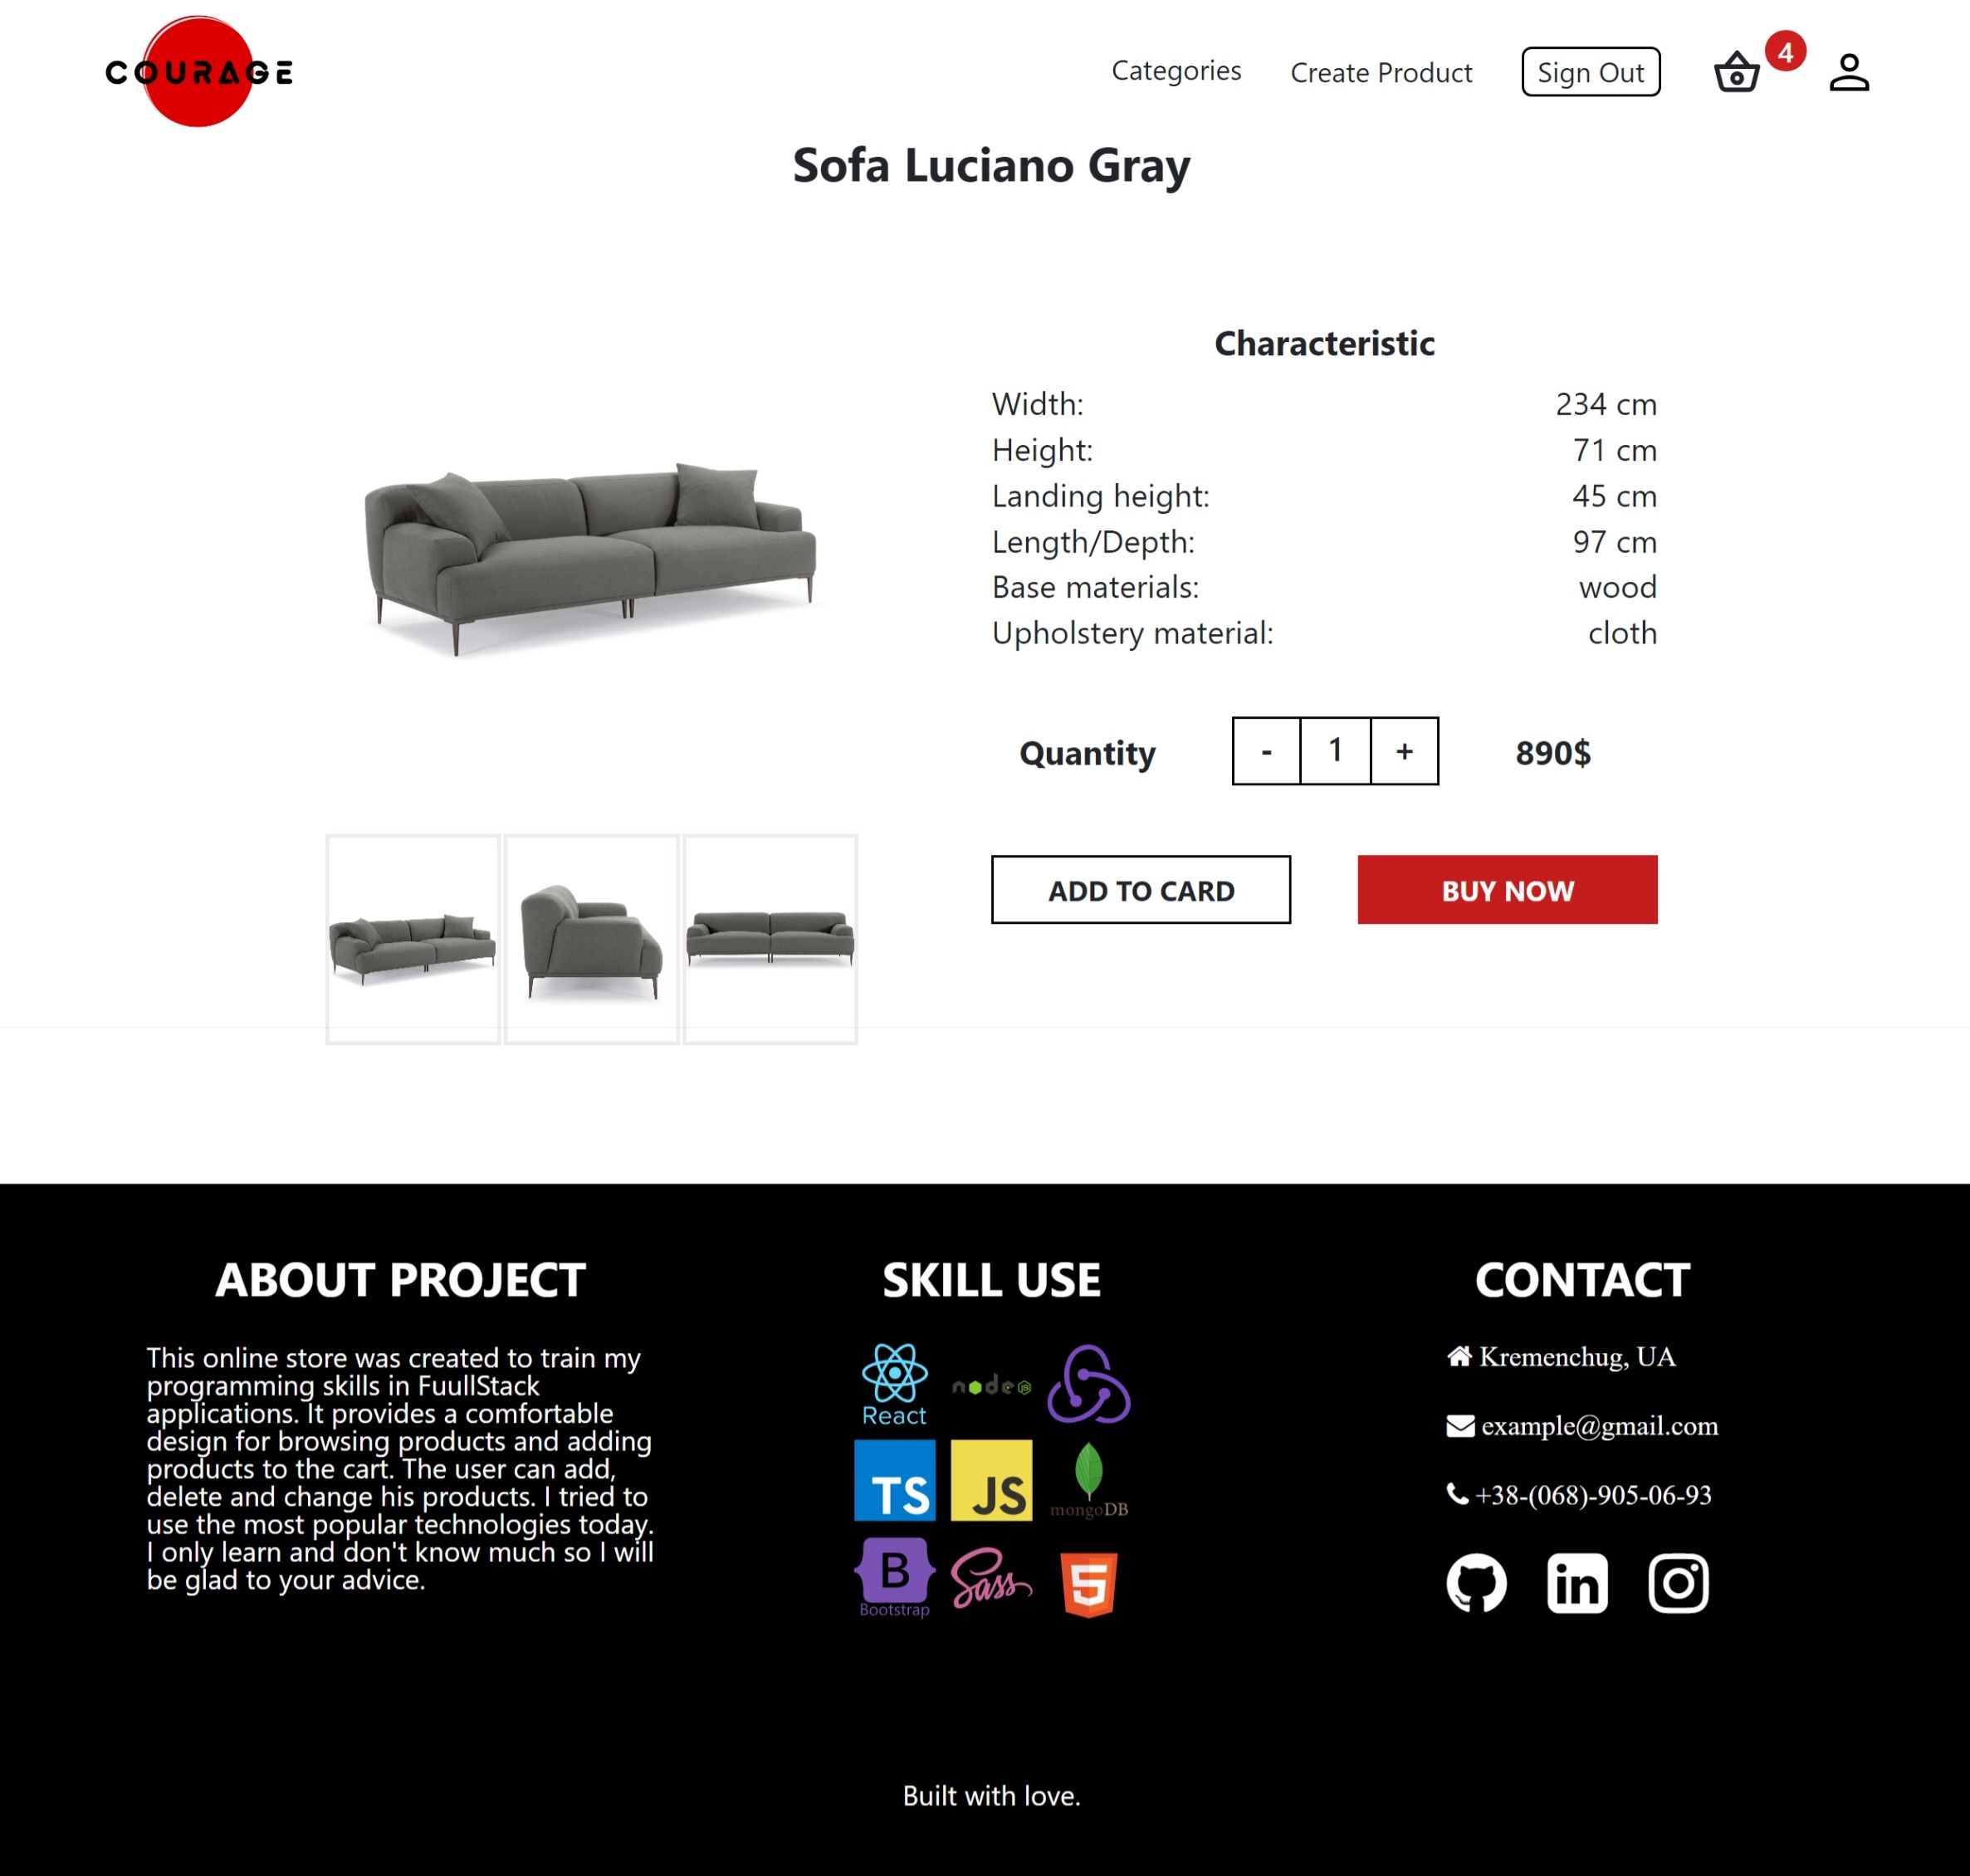 COURAGE
Categories
Create Product
Sign Out
4
Sofa Luciano Gray
Characteristic
Width: 234 cm
Height: 71 cm
Landing height: 45 cm
Length/Depth: 97 cm
Base materials: wood
Upholstery material: cloth
Quantity - 1 + 890$
ADD TO CARD
BUY NOW
ABOUT PROJECT
This online store was created to train my
programming skills in FuullStack
applications. It provides a comfortable
design for browsing products and adding
products to the cart. The user can add,
delete and change his products. I tried to
use the most popular technologies today.
I only learn and don't know much so I will
be glad to your advice.
SKILL USE
React
node JS
TS
JS
mongoDB
B
Bootstrap
Sass
5
CONTACT
Kremenchug, UA
example@gmail.com
+38-(068)-905-06-93
in
Built with love.